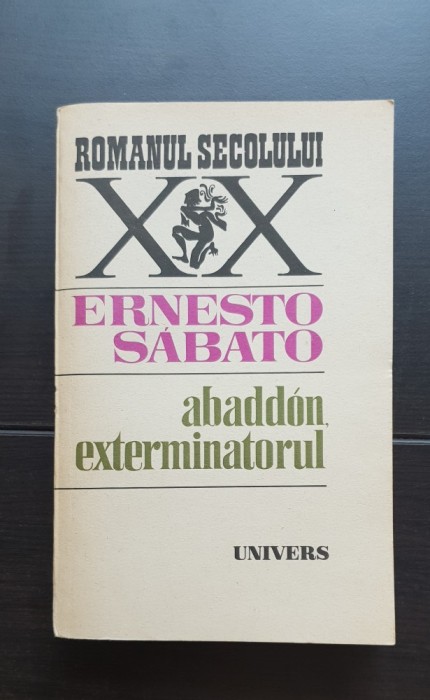 ROMANUL SECOLULUI
XX
ERNESTO
SÁBATO
abaddón,
exterminatorul
UNIVERS